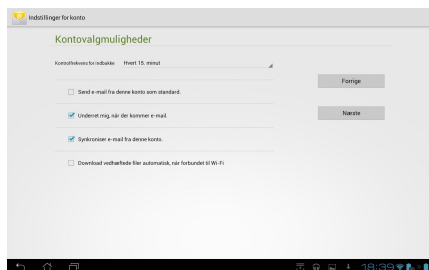 Indstillinger for konto
Kontovalgmuligheder
Kontrolfrekvens for indbakke Hvert 15. minut
Forrige
Send e-mail fra denne konto som standard.
Underret mig, når der kommer e-mail.
Næste
Synkroniser e-mail fra denne konto.
Download vedhæftede filer automatisk, når forbundet til Wi-Fi
18:39